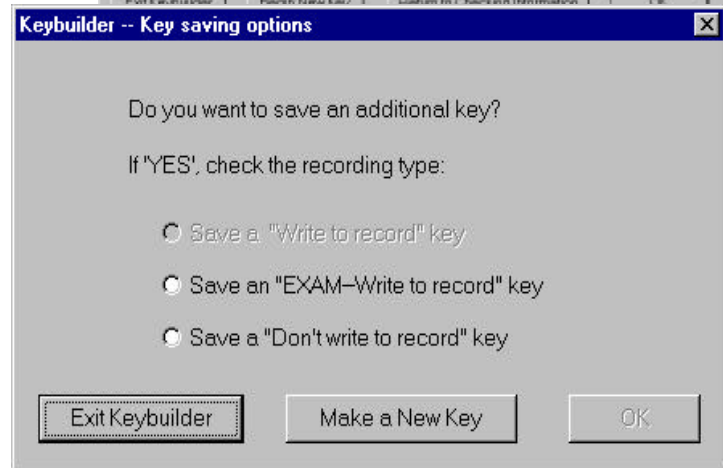 Keybuilder -- Key saving options
Do you want to save an additional key?
If 'YES', check the recording type:
Save a "Write to record" key
Save an "EXAM--Write to record" key
Save a "Don't write to record" key
Exit Keybuilder Make a New Key OK